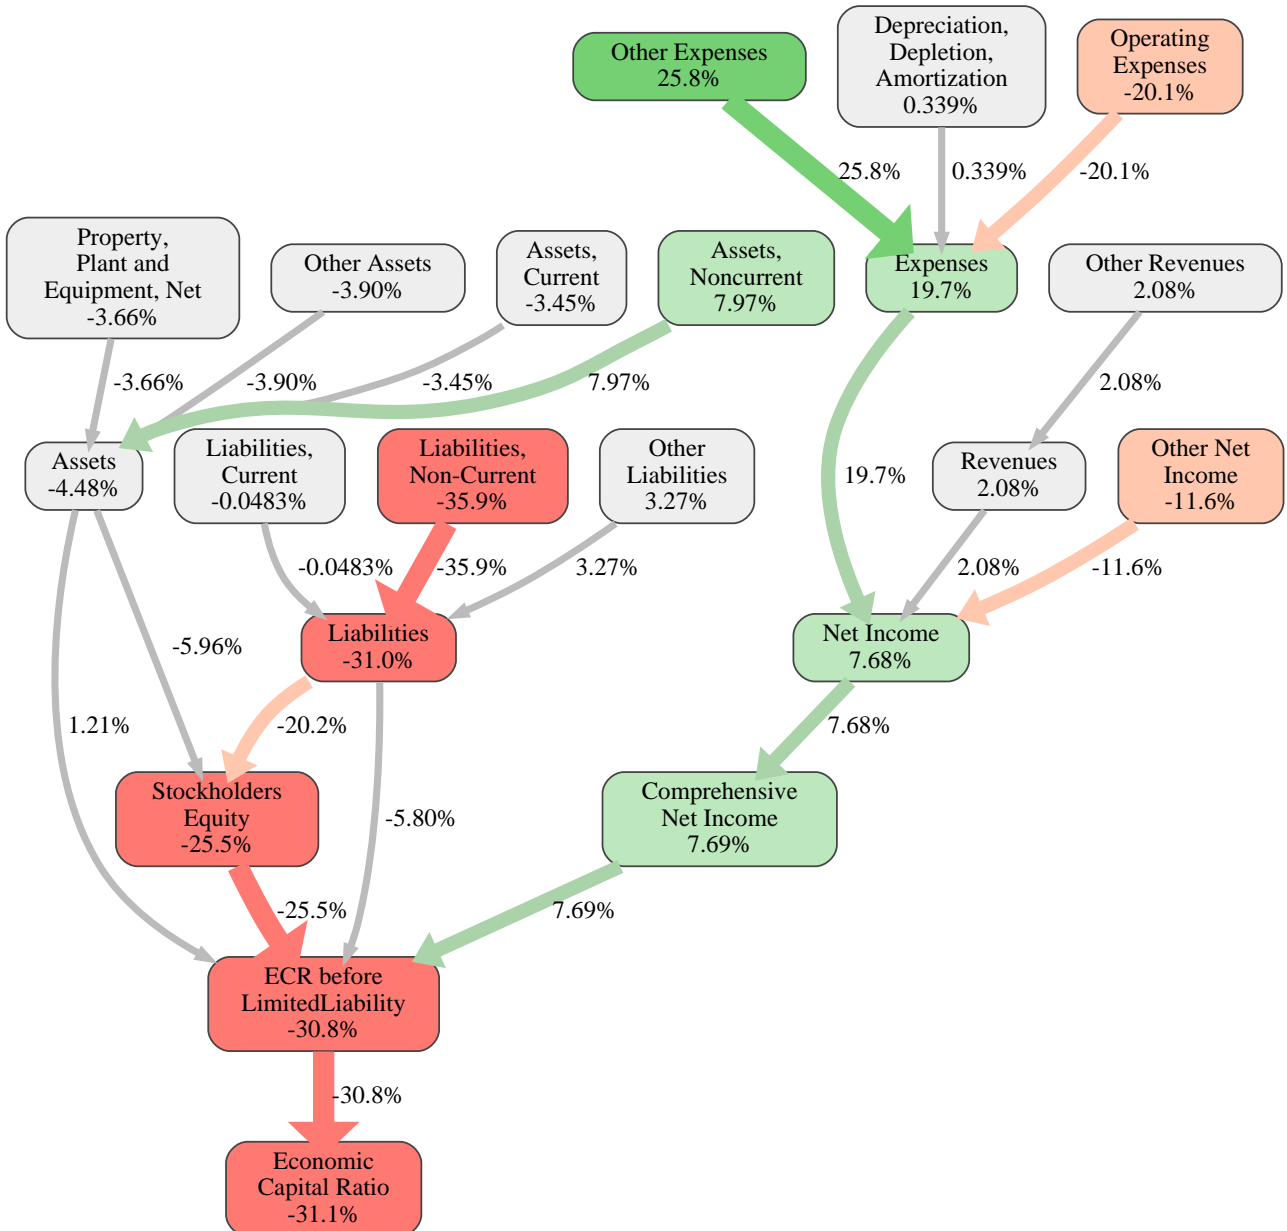 Other Expenses
25.8%
Depreciation,
Depletion,
Amortization
0.339%
Operating
Expenses
-20.1%
25.8%
0.339%
-20.1%
Property,
Plant and
Equipment, Net
-3.66%
Other Assets
-3.90%
Assets,
Current
-3.45%
Assets,
Noncurrent
7.97%
Expenses
19.7%
Other Revenues
2.08%
-3.66%
-3.90%
-3.45%
7.97%
2.08%
Assets
-4.48%
Liabilities,
Current
-0.0483%
Liabilities,
Non-Current
-35.9%
Other
Liabilities
3.27%
19.7%
Revenues
2.08%
Other Net
Income
-11.6%
-0.0483%
-35.9%
3.27%
2.08%
-11.6%
Liabilities
-31.0%
Net Income
7.68%
-5.96%
1.21%
-20.2%
7.68%
Stockholders
Equity
-25.5%
-5.80%
Comprehensive
Net Income
7.69%
-25.5%
7.69%
ECR before
LimitedLiability
-30.8%
-30.8%
Economic
Capital Ratio
-31.1%